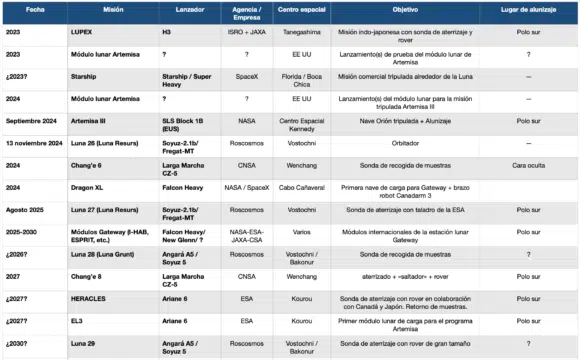 Fecha Misión Lanzador Agencia / Empresa Centro espacial Objetivo Lugar de alunizaje
2023 LUPEX H3 ISRO + JAXA Tanegashima Misión indo-japonesa con sonda de aterrizaje y rover Polo sur
2023 Módulo lunar Artemisa ? ? EE UU Lanzamiento(s) de prueba del módulo lunar de Artemisa ?
¿2023? Starship Starship / Super Heavy SpaceX Florida / Boca Chica Misión comercial tripulada alrededor de la Luna —
2024 Módulo lunar Artemisa ? ? EE UU Lanzamiento(s) del módulo lunar para la misión tripulada Artemisa III —
Septiembre 2024 Artemisa III SLS Block 1B (EUS) NASA Centro Espacial Kennedy Nave Orión tripulada + Alunizaje Polo sur
13 noviembre 2024 Luna 26 (Luna Resurs) Soyuz-2.1b/ Fregat-MT Roscosmos Vostochni Orbitador —
2024 Chang'e 6 Larga Marcha CZ-5 CNSA Wenchang Sonda de recogida de muestras Cara oculta
2024 Dragon XL Falcon Heavy NASA / SpaceX Cabo Cañaveral Primera nave de carga para Gateway + brazo robot Canadarm 3
Agosto 2025 Luna 27 (Luna Resurs) Soyuz-2.1b/ Fregat-MT Roscosmos Vostochni Sonda de aterrizaje con taladro de la ESA Polo sur
2025-2030 Módulos Gateway (I-HAB, ESPRIT, etc.) Falcon Heavy/ New Glenn/ ? NASA-ESA-JAXA-CSA Varios Módulos internacionales de la estación lunar Gateway Polo sur
¿2026? Luna 28 (Luna Grunt) Angará A5 / Soyuz 5 Roscosmos Vostochni / Bakonur Sonda de recogida de muestras ?
2027 Chang'e 8 Larga Marcha CZ-5 CNSA Wenchang aterrizado + «saltador» + rover Polo sur
¿2027? HERACLES Ariane 6 ESA Kourou Sonda de aterrizaje con rover en colaboración con Canadá y Japón. Retorno de muestras. Polo sur
¿2027? EL3 Ariane 6 ESA Kourou Primer módulo lunar de carga para el programa Artemisa Polo sur
¿2030? Luna 29 Angará A5 / Soyuz 5 Roscosmos Vostochni / Bakonur Sonda de aterrizaje con rover de gran tamaño ?